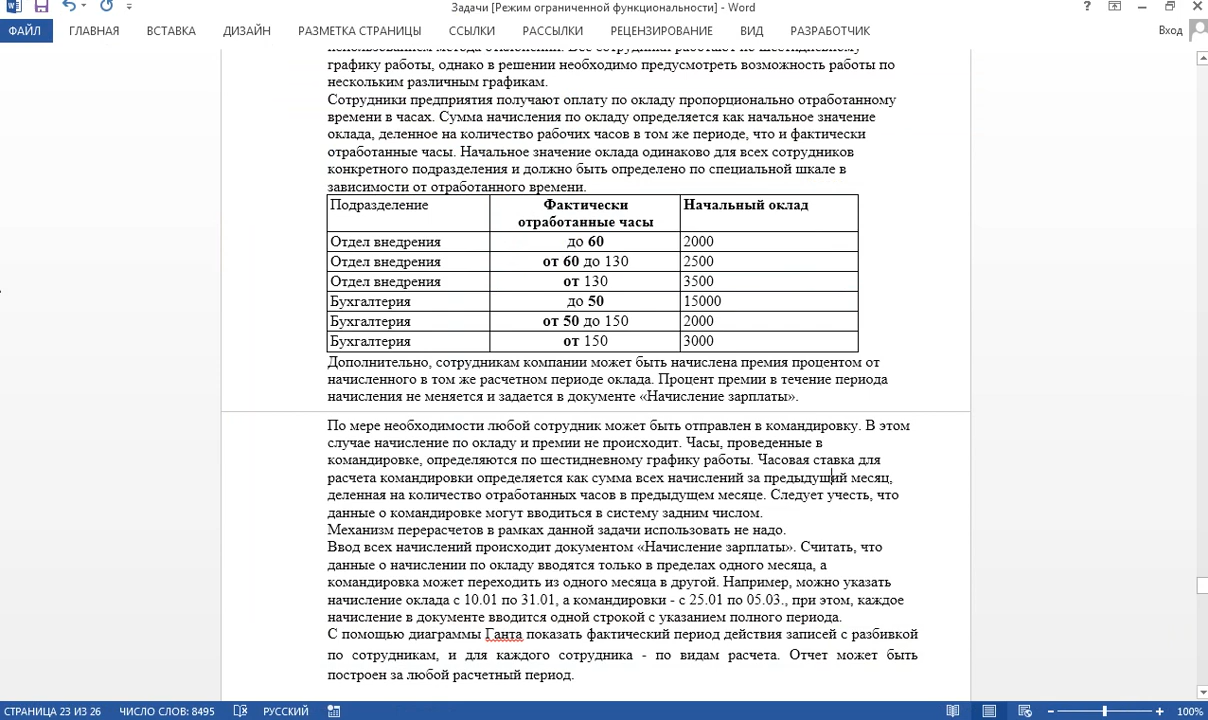 Задачи [Режим ограниченной функциональности] - Word
ФАЙЛ ГЛАВНАЯ ВСТАВКА ДИЗАЙН РАЗМЕТКА СТРАНИЦЫ ССЫЛКИ РАССЫЛКИ РЕЦЕНЗИРОВАНИЕ ВИД РАЗРАБОТЧИК Вход
использованием метода отклонений. Все сотрудники работают по шестидневному
графику работы, однако в решении необходимо предусмотреть возможность работы по
нескольким различным графикам.
Сотрудники предприятия получают оплату по окладу пропорционально отработанному
времени в часах. Сумма начисления по окладу определяется как начальное значение
оклада, деленное на количество рабочих часов в том же периоде, что и фактически
отработанные часы. Начальное значение оклада одинаково для всех сотрудников
конкретного подразделения и должно быть определено по специальной шкале в
зависимости от отработанного времени.
Подразделение Фактически отработанные часы Начальный оклад
Отдел внедрения до 60 2000
Отдел внедрения от 60 до 130 2500
Отдел внедрения от 130 3500
Бухгалтерия до 50 15000
Бухгалтерия от 50 до 150 2000
Бухгалтерия от 150 3000
Дополнительно, сотрудникам компании может быть начислена премия процентом от
начисленного в том же расчетном периоде оклада. Процент премии в течение периода
начисления не меняется и задается в документе «Начисление зарплаты».
По мере необходимости любой сотрудник может быть отправлен в командировку. В этом
случае начисление по окладу и премии не происходит. Часы, проведенные в
командировке, определяются по шестидневному графику работы. Часовая ставка для
расчета командировки определяется как сумма всех начислений за предыдущий месяц,
деленная на количество отработанных часов в предыдущем месяце. Следует учесть, что
данные о командировке могут вводиться в систему задним числом.
Механизм перерасчетов в рамках данной задачи использовать не надо.
Ввод всех начислений происходит документом «Начисление зарплаты». Считать, что
данные о начислении по окладу вводятся только в пределах одного месяца, а
командировка может переходить из одного месяца в другой. Например, можно указать
начисление оклада с 10.01 по 31.01, а командировки - с 25.01 по 05.03., при этом, каждое
начисление в документе вводится одной строкой с указанием полного периода.
С помощью диаграммы Ганта показать фактический период действия записей с разбивкой
по сотрудникам, и для каждого сотрудника - по видам расчета. Отчет может быть
построен за любой расчетный период.
СТРАНИЦА 23 ИЗ 26 ЧИСЛО СЛОВ: 8495 РУССКИЙ 100%